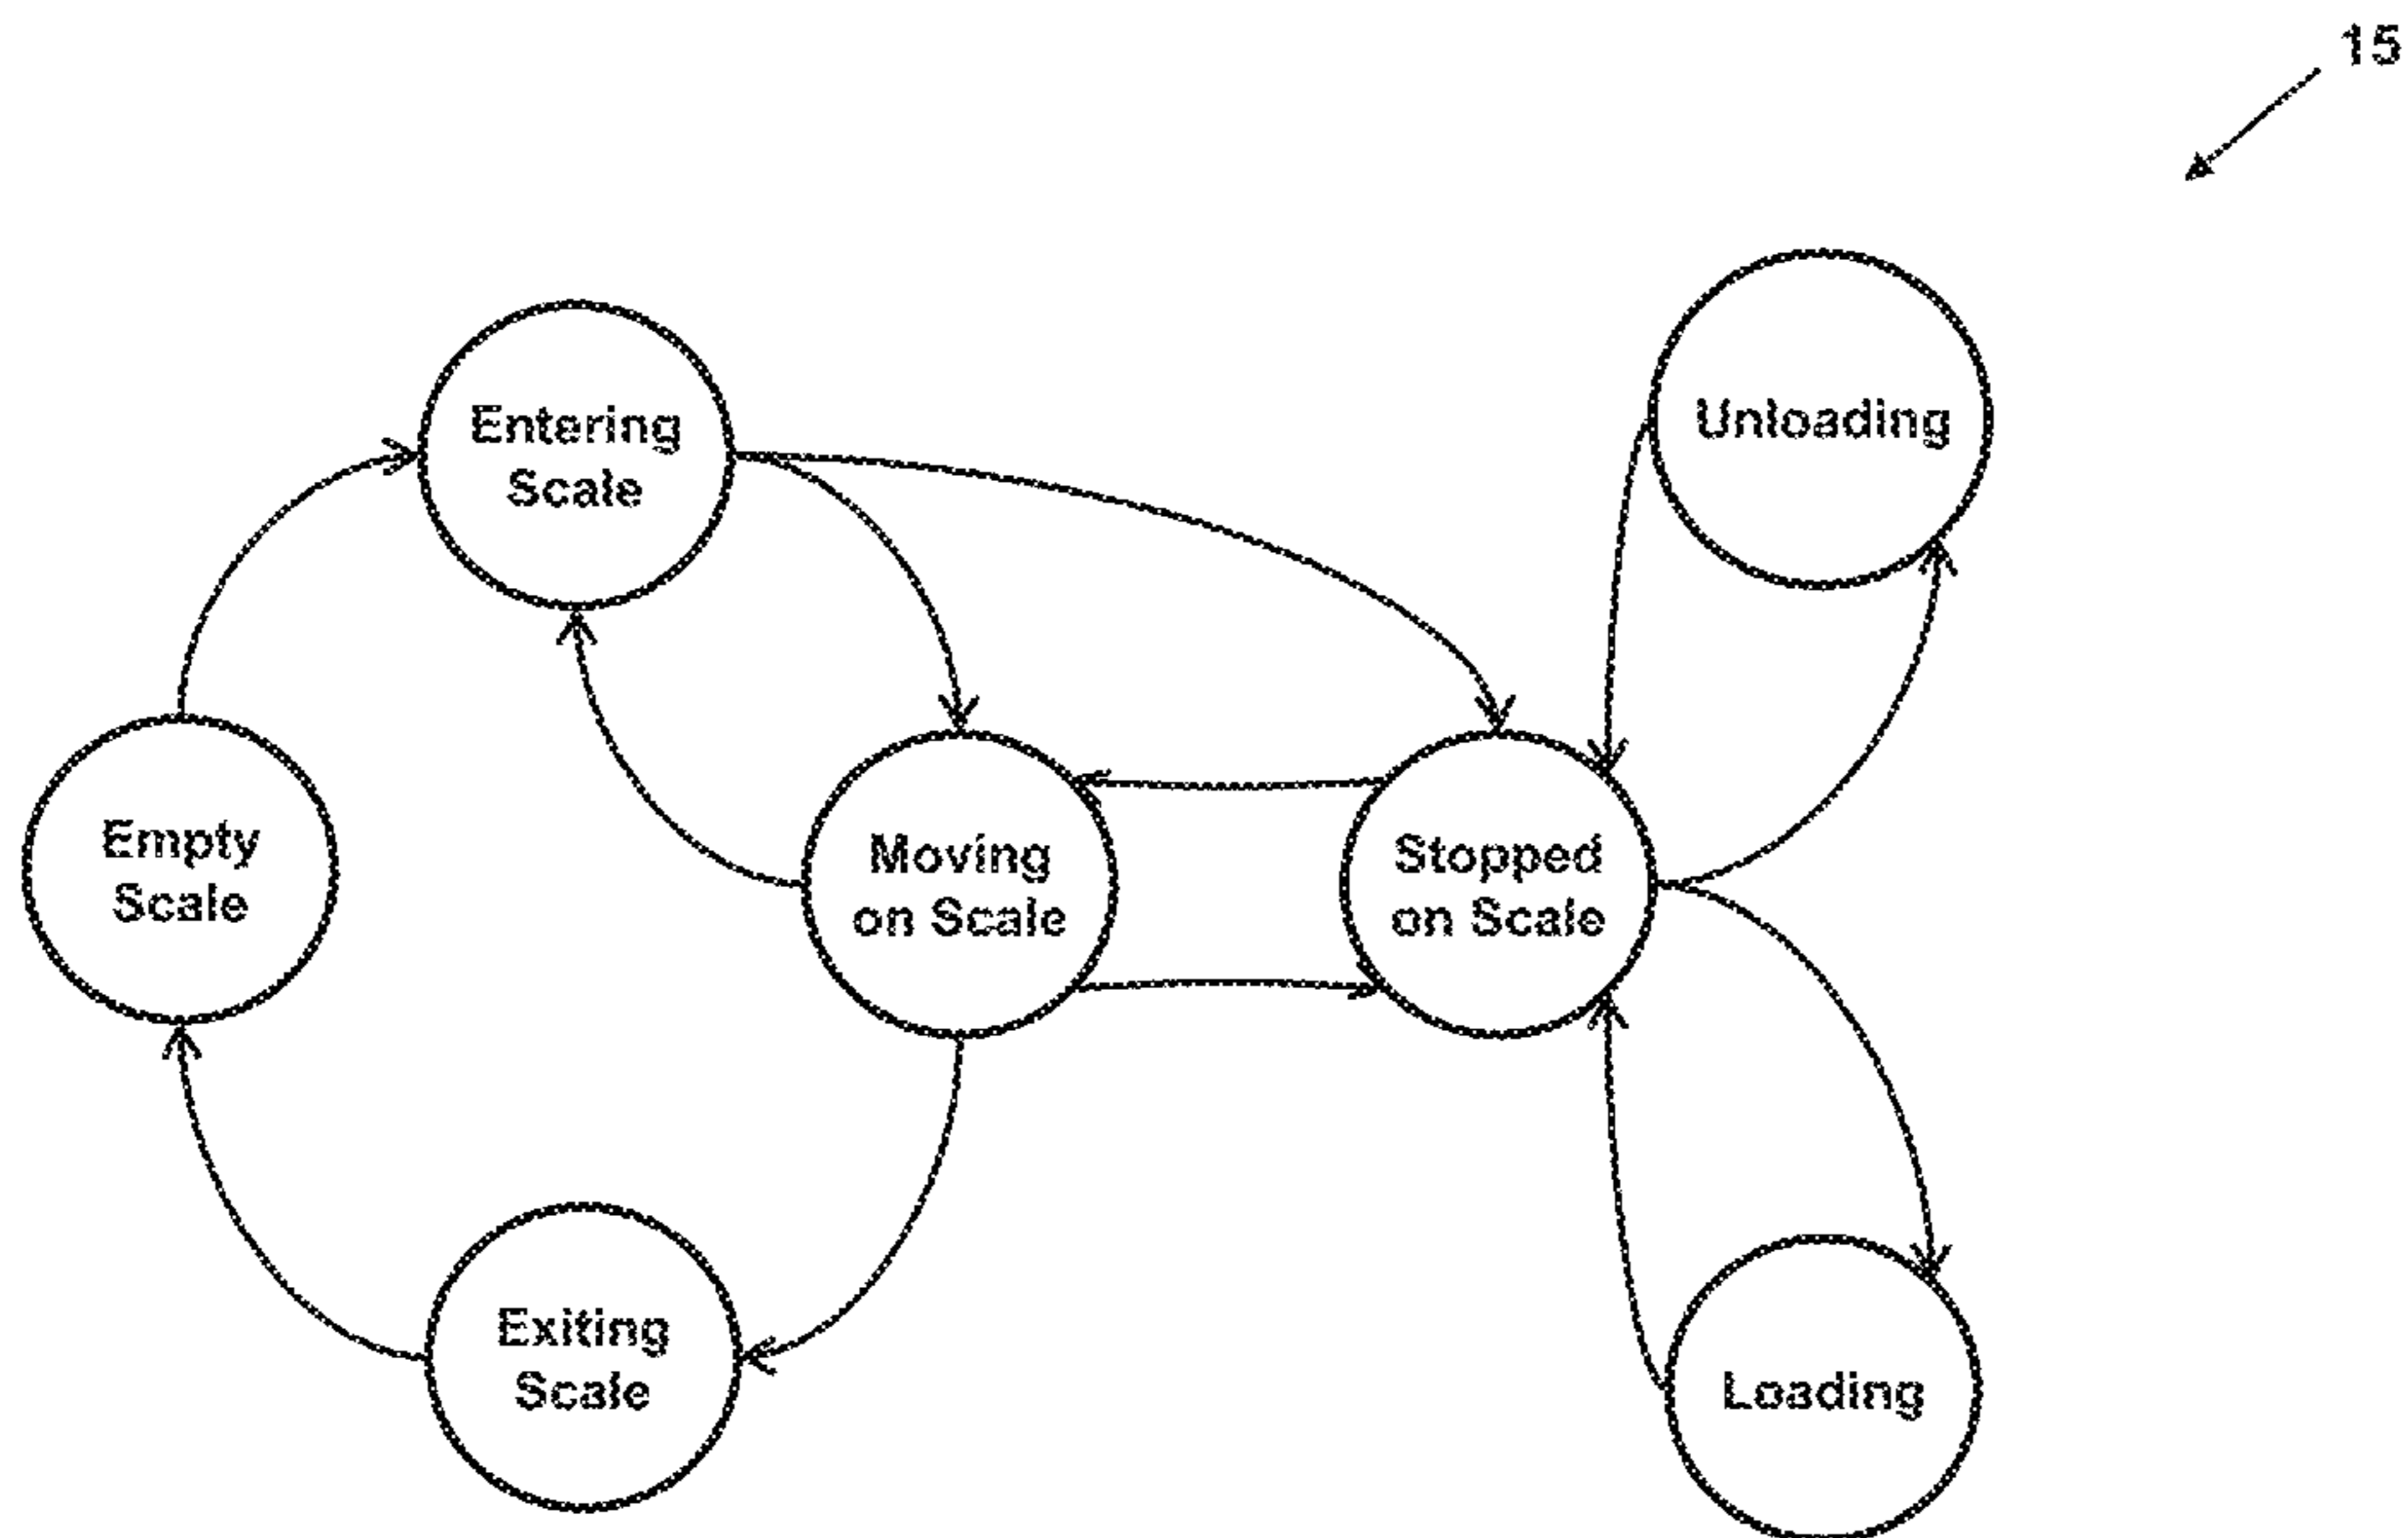 15
Entering
Scale
Unloading
Empty
Scale
Moving
on Scale
Stopped
on Scale
Exiting
Scale
Loading